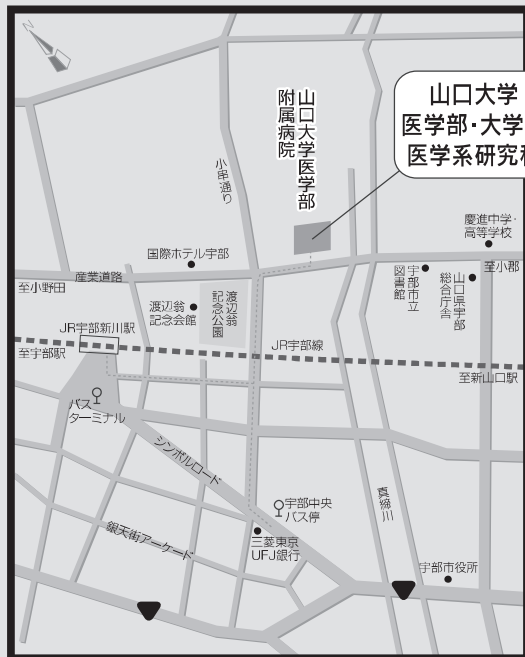 N
山口大学
医学部・大学
医学系研究科
山口大学医学部
附属病院
小串通り
慶進中学・
高等学校
国際ホテル宇部
産業道路
至小野田
渡辺翁
記念会館
渡辺翁
記念公園
宇部市立
図書館
山口県宇部
総合庁舎
至小郡
JR宇部新川駅
至宇部駅
JR宇部線
至新山口駅
バス
ターミナル
シンボルロード
宇部中央
バス停
真締川
三菱東京
UFJ銀行
銀天街アーケード
宇部市役所